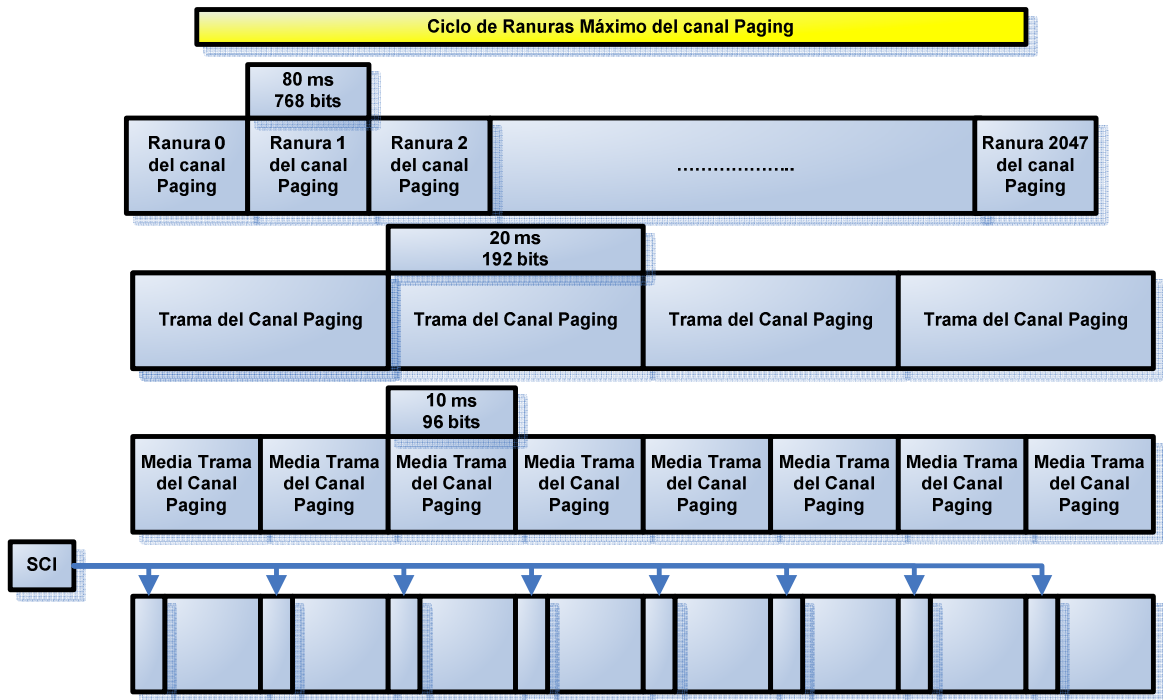 Ciclo de Ranuras Máximo del canal Paging
80 ms
768 bits
Ranura 0
del canal
Paging
Ranura 1
del canal
Paging
Ranura 2
del canal
Paging
………………..
Ranura 2047
del canal
Paging
20 ms
192 bits
Trama del Canal Paging
Trama del Canal Paging
Trama del Canal Paging
Trama del Canal Paging
10 ms
96 bits
Media Trama
del Canal
Paging
Media Trama
del Canal
Paging
Media Trama
del Canal
Paging
Media Trama
del Canal
Paging
Media Trama
del Canal
Paging
Media Trama
del Canal
Paging
Media Trama
del Canal
Paging
Media Trama
del Canal
Paging
SCI